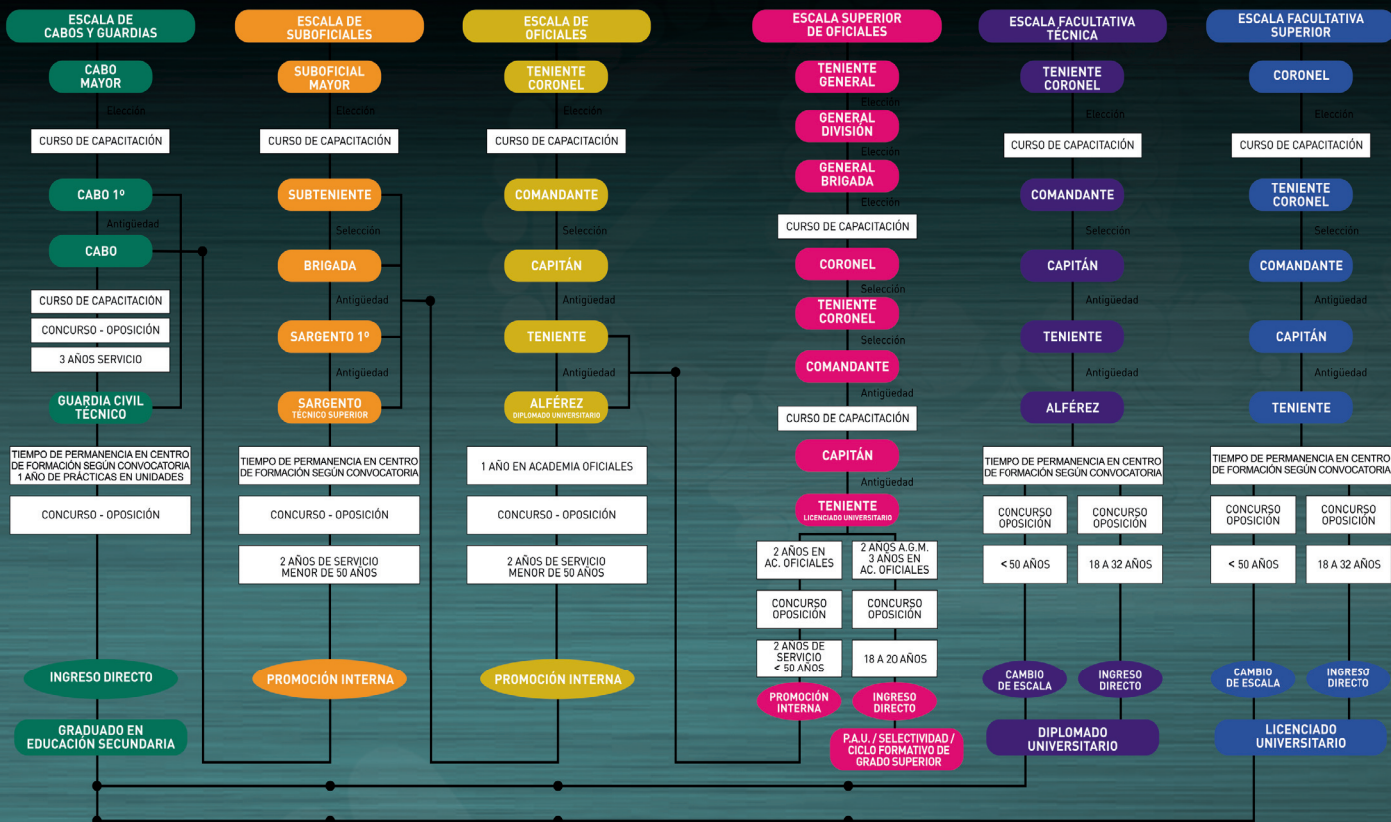 ESCALA DE
CABOS Y GUARDIAS
CABO
MAYOR
Elección
CURSO DE CAPACITACIÓN
CABO 1º
Antigüedad
CABO
CURSO DE CAPACITACIÓN
CONCURSO - OPOSICIÓN
3 AÑOS SERVICIO
GUARDIA CIVIL
TÉCNICO
TIEMPO DE PERMANENCIA EN CENTRO
DE FORMACIÓN SEGÚN CONVOCATORIA
1 AÑO DE PRÁCTICAS EN UNIDADES
CONCURSO - OPOSICIÓN
INGRESO DIRECTO
GRADUADO EN
EDUCACIÓN SECUNDARIA
ESCALA DE
SUBOFICIALES
SUBOFICIAL
MAYOR
Elección
CURSO DE CAPACITACIÓN
SUBTENIENTE
Selección
BRIGADA
Antigüedad
SARGENTO 1º
Antigüedad
SARGENTO
TÉCNICO SUPERIOR
TIEMPO DE PERMANENCIA EN CENTRO
DE FORMACIÓN SEGÚN CONVOCATORIA
CONCURSO - OPOSICIÓN
2 AÑOS DE SERVICIO
MENOR DE 50 AÑOS
PROMOCIÓN INTERNA
ESCALA DE
OFICIALES
TENIENTE
CORONEL
Elección
CURSO DE CAPACITACIÓN
COMANDANTE
Selección
CAPITÁN
Antigüedad
TENIENTE
Antigüedad
ALFÉREZ
DIPLOMADO UNIVERSITARIO
1 AÑO EN ACADEMIA OFICIALES
CONCURSO - OPOSICIÓN
2 AÑOS DE SERVICIO
MENOR DE 50 AÑOS
PROMOCIÓN INTERNA
ESCALA SUPERIOR
DE OFICIALES
TENIENTE
GENERAL
Elección
GENERAL
DIVISIÓN
Elección
GENERAL
BRIGADA
Elección
CURSO DE CAPACITACIÓN
CORONEL
Selección
TENIENTE
CORONEL
Selección
COMANDANTE
Antigüedad
CURSO DE CAPACITACIÓN
CAPITÁN
Antigüedad
TENIENTE
LICENCIADO UNIVERSITARIO
2 AÑOS EN
AC. OFICIALES
CONCURSO
OPOSICIÓN
2 AÑOS DE
SERVICIO
< 50 AÑOS
PROMOCIÓN
INTERNA
2 AÑOS A.G.M.
3 AÑOS EN
AC. OFICIALES
CONCURSO
OPOSICIÓN
18 A 20 AÑOS
INGRESO
DIRECTO
P.A.U. / SELECTIVIDAD /
CICLO FORMATIVO DE
GRADO SUPERIOR
ESCALA FACULTATIVA
TÉCNICA
TENIENTE
CORONEL
Elección
CURSO DE CAPACITACIÓN
COMANDANTE
Selección
CAPITÁN
Antigüedad
TENIENTE
Antigüedad
ALFÉREZ
TIEMPO DE PERMANENCIA EN CENTRO
DE FORMACIÓN SEGÚN CONVOCATORIA
CONCURSO
OPOSICIÓN
< 50 AÑOS
CAMBIO
DE ESCALA
CONCURSO
OPOSICIÓN
18 A 32 AÑOS
INGRESO
DIRECTO
DIPLOMADO
UNIVERSITARIO
ESCALA FACULTATIVA
SUPERIOR
CORONEL
Elección
CURSO DE CAPACITACIÓN
TENIENTE
CORONEL
Selección
COMANDANTE
Antigüedad
CAPITÁN
Antigüedad
TENIENTE
TIEMPO DE PERMANENCIA EN CENTRO
DE FORMACIÓN SEGÚN CONVOCATORIA
CONCURSO
OPOSICIÓN
< 50 AÑOS
CAMBIO
DE ESCALA
CONCURSO
OPOSICIÓN
18 A 32 AÑOS
INGRESO
DIRECTO
LICENCIADO
UNIVERSITARIO